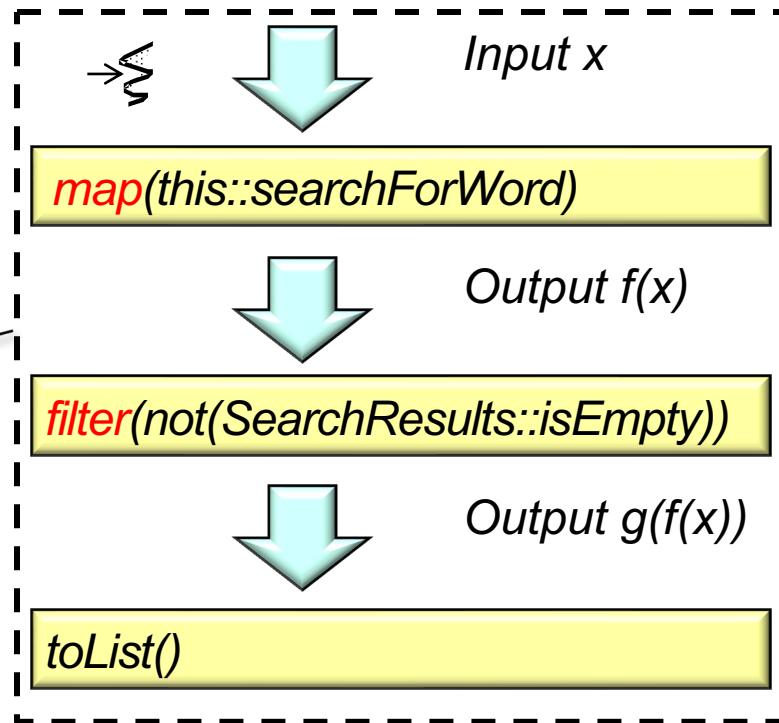 Input x
map(this::searchForWord)
Output f(x)
filter(not(SearchResults::isEmpty))
Output g(f(x))
toList()